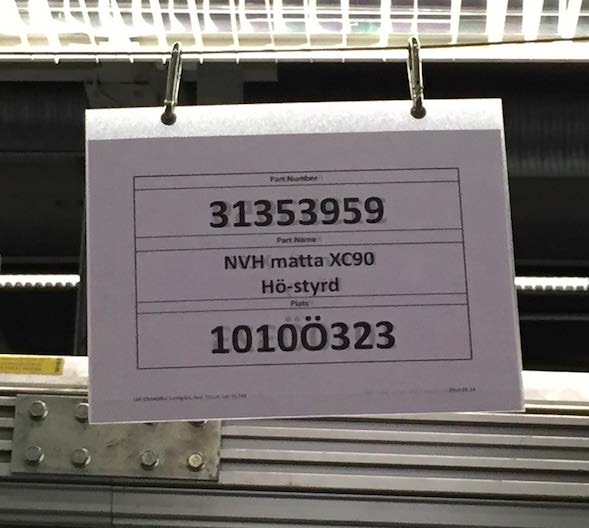 Part Number
31353959
Part Name
NVH matta XC90
Hö-styrd
Plats
1010Ö323